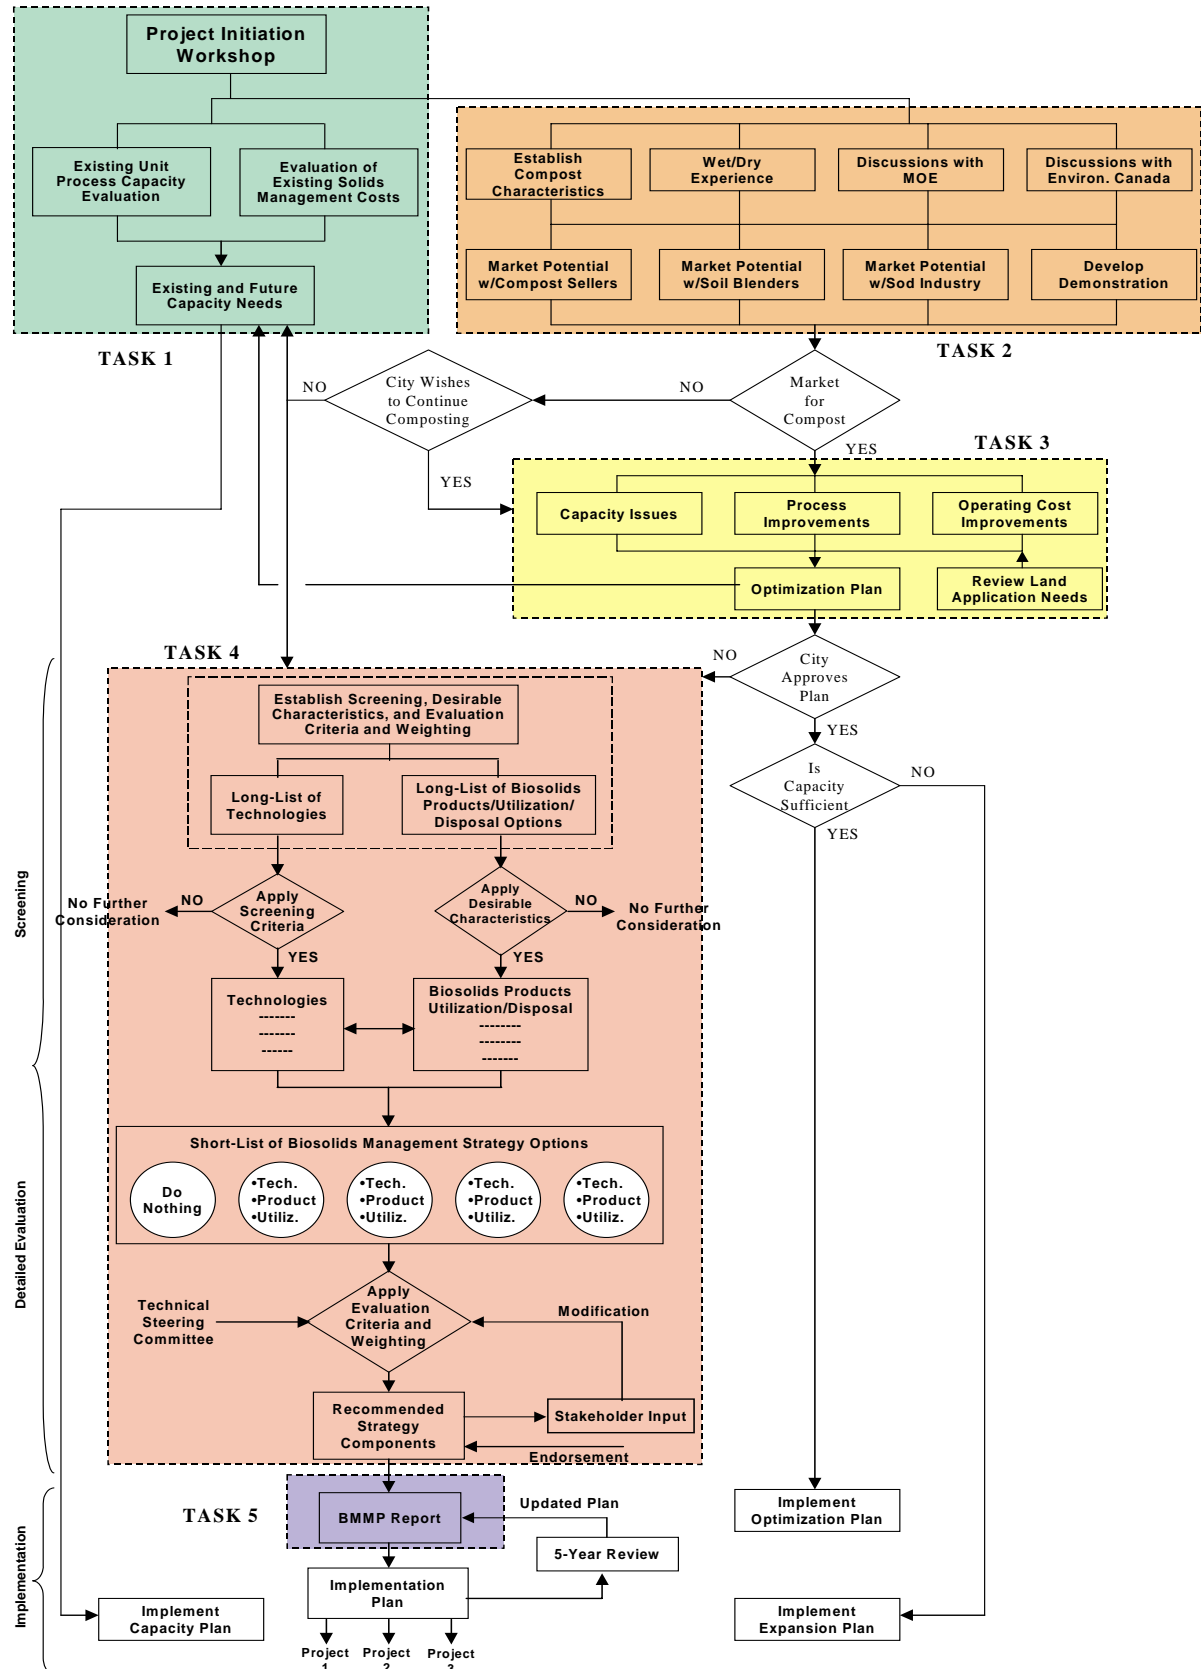 Project Initiation
Workshop
Existing Unit
Process Capacity
Evaluation
Evaluation of
Existing Solids
Management Costs
Existing and Future
Capacity Needs
TASK 1
Establish
Compost
Characteristics
Wet/Dry
Experience
Discussions with
MOE
Discussions with
Environ. Canada
Market Potential
w/Compost Sellers
Market Potential
w/Soil Blenders
Market Potential
w/Sod Industry
Develop
Demonstration
TASK 2
NO
City Wishes
to Continue
Composting
NO
Market
for
Compost
YES
YES
TASK 3
Capacity Issues
Process
Improvements
Operating Cost
Improvements
Optimization Plan
Review Land
Application Needs
TASK 4
NO
City
Approves
Plan
YES
Is
Capacity
Sufficient
NO
YES
Establish Screening, Desirable
Characteristics, and Evaluation
Criteria and Weighting
Long-List of
Technologies
Long-List of Biosolids
Products/Utilization/
Disposal Options
Screening
No Further
Consideration
NO
Apply
Screening
Criteria
YES
Apply
Desirable
Characteristics
NO
No Further
Consideration
YES
Technologies
-------
-------
------
Biosolids Products
Utilization/Disposal
--------
--------
-------
Short-List of Biosolids Management Strategy Options
Do
Nothing
•Tech.
•Product
•Utiliz.
•Tech.
•Product
•Utiliz.
•Tech.
•Product
•Utiliz.
•Tech.
•Product
•Utiliz.
Detailed Evaluation
Technical
Steering
Committee
Apply
Evaluation
Criteria and
Weighting
Modification
Recommended
Strategy
Components
Stakeholder Input
Endorsement
TASK 5
BMMP Report
Updated Plan
5-Year Review
Implement
Optimization Plan
Implementation
Implementation
Plan
Implement
Capacity Plan
Implement
Expansion Plan
Project
1
Project
2
Project
3